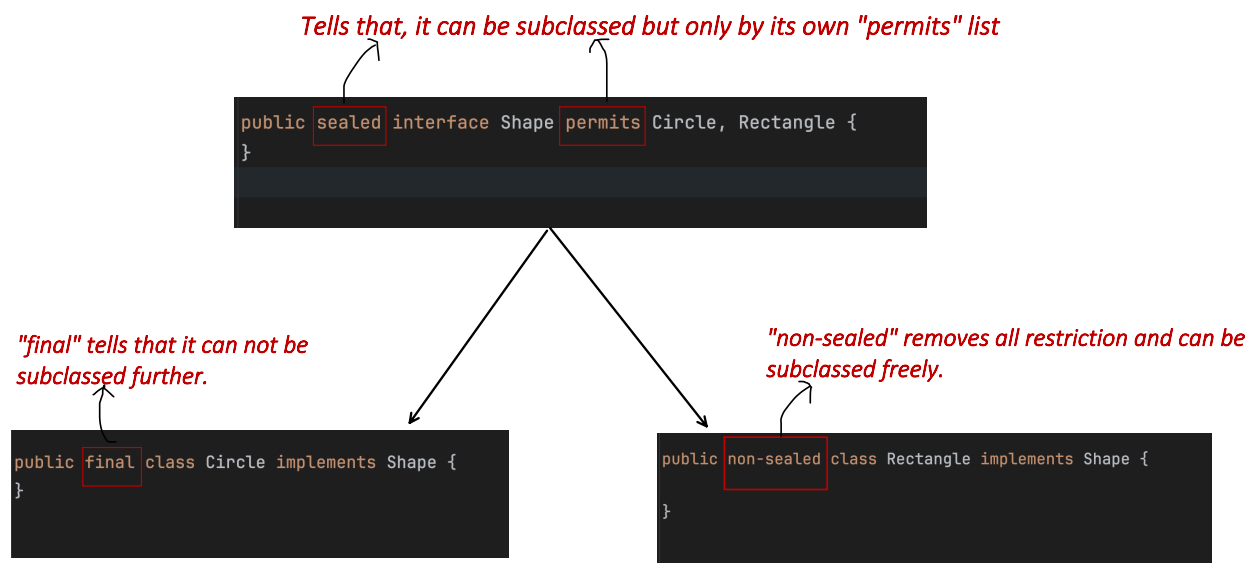 Tells that, it can be subclassed but only by its own "permits" list
public sealed interface Shape permits Circle, Rectangle {
}
"final" tells that it can not be
subclassed further.
public final class Circle implements Shape {
}
"non-sealed" removes all restriction and can be
subclassed freely.
public non-sealed class Rectangle implements Shape {
}